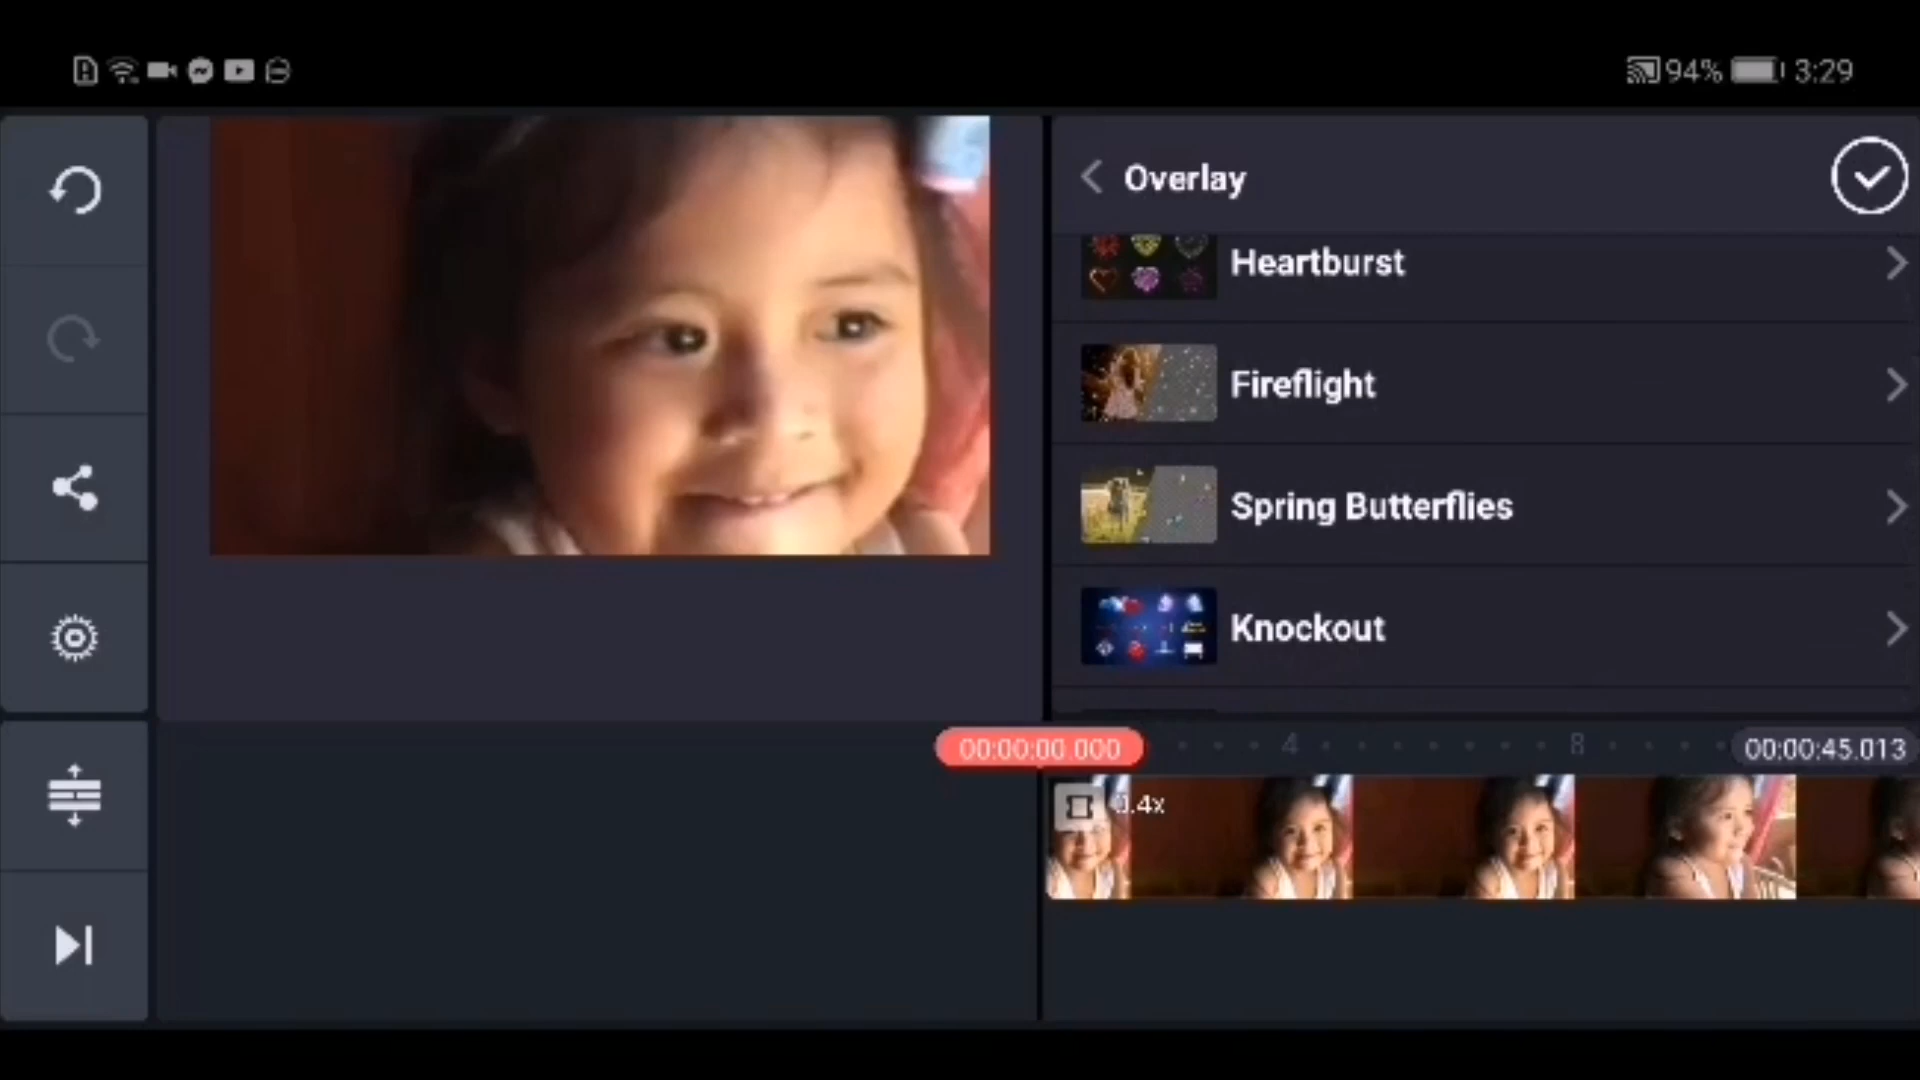 94% 3:29
Overlay
Heartburst
Fireflight
Spring Butterflies
Knockout
00:00:00.000 4 8 00:00:45.013
0.4x